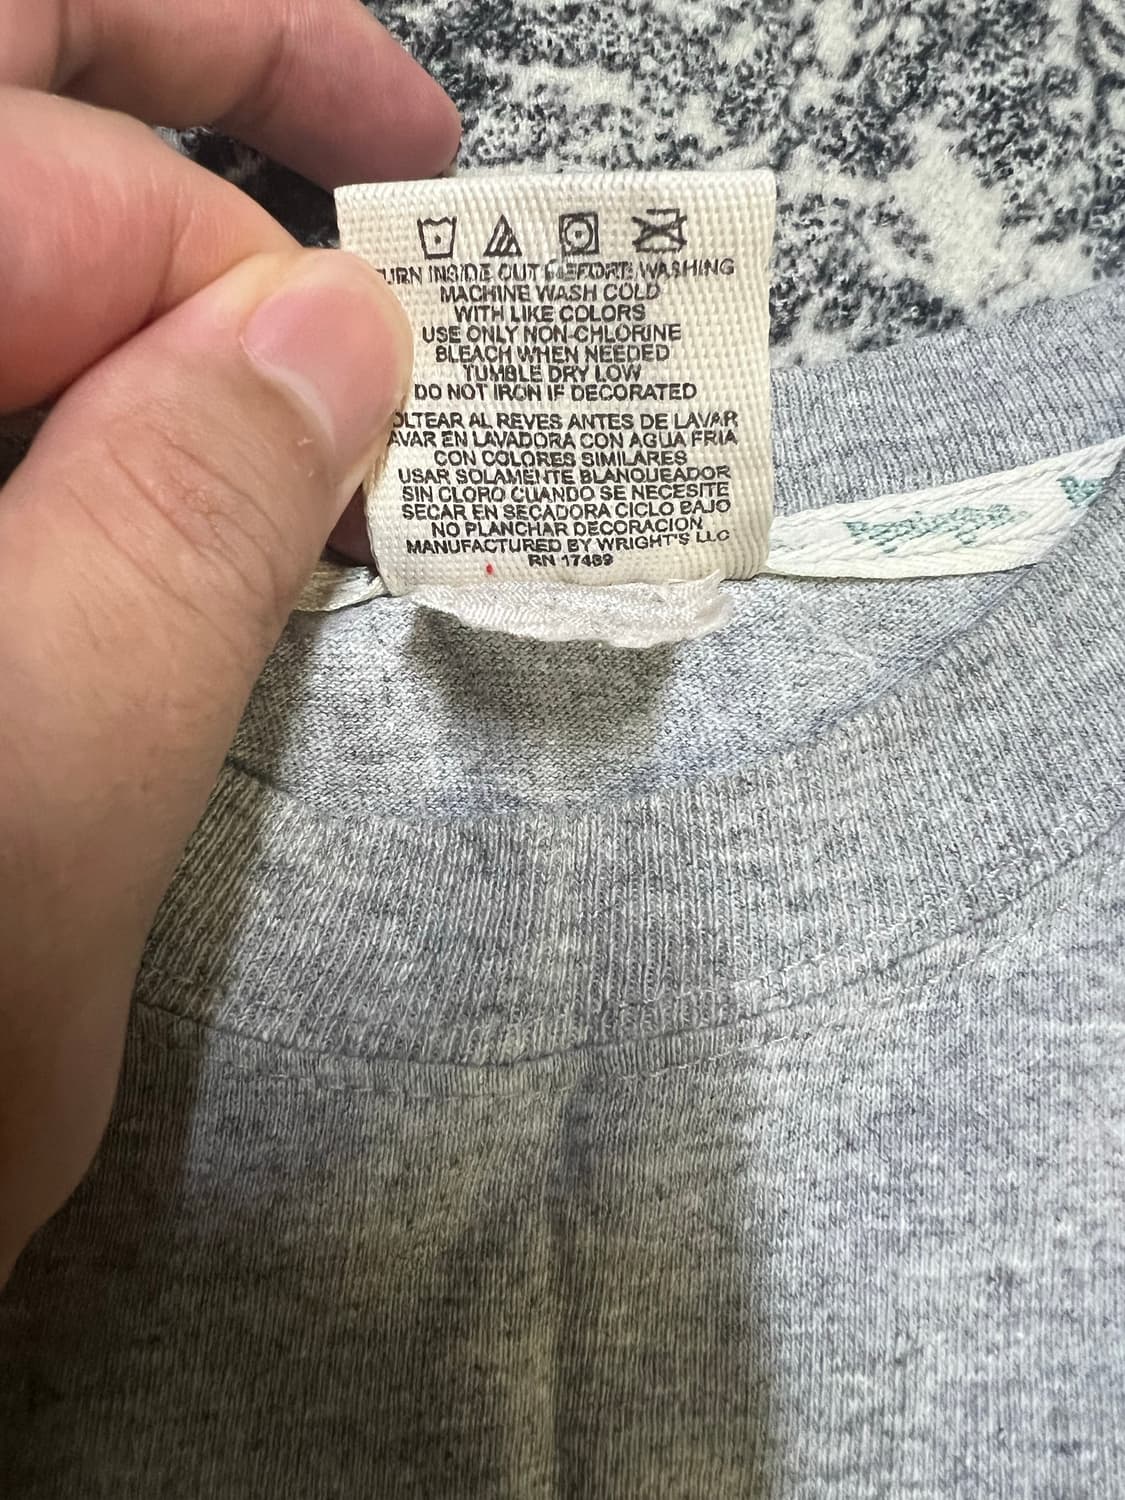 URN INSIDE OUT BEFORE WASHING
MACHINE WASH COLD
WITH LIKE COLORS
USE ONLY NON-CHLORINE
BLEACH WHEN NEEDED
TUMBLE DRY LOW
DO NOT IRON IF DECORATED
OLTEAR AL REVES ANTES DE LAVAR
AVAR EN LAVADORA CON AGUA FRIA
CON COLORES SIMILARES
USAR SOLAMENTE BLANQUEADOR
SIN CLORO CUANDO SE NECESITE
SECAR EN SECADORA CICLO BAJO
NO PLANCHAR DECORACION
MANUFACTURED BY WRIGHT'S LLC
RN 17489